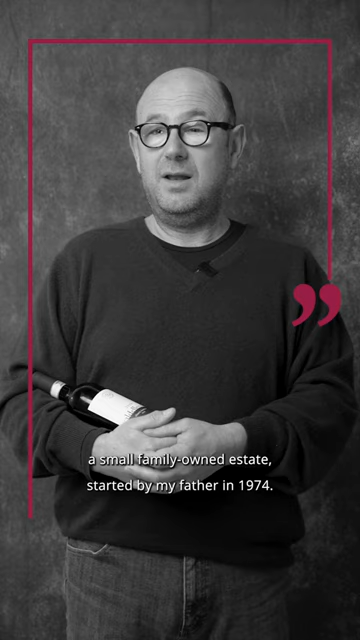 ”
a small family-owned estate,
started by my father in 1974.